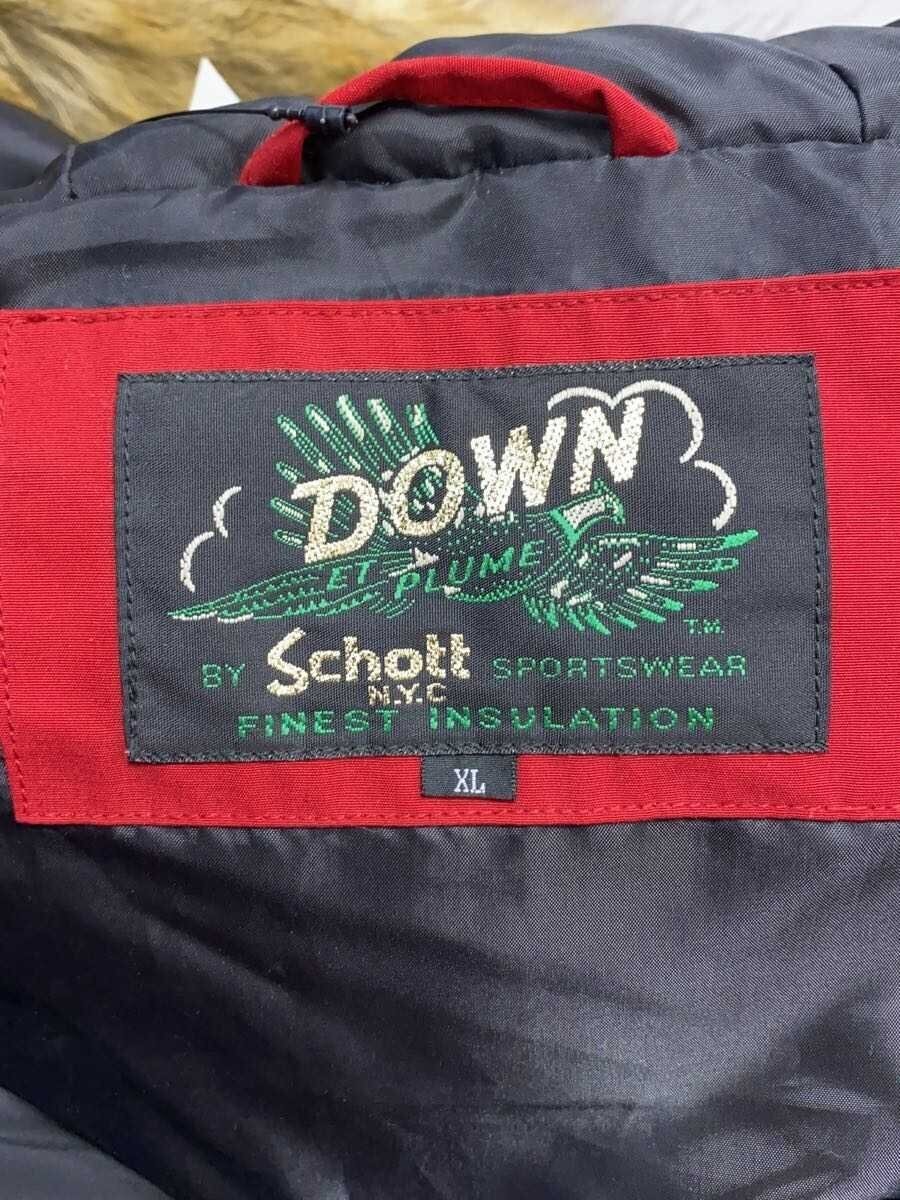 DOWN
S
ET PLUME
T.M.
BY Schott SPORTSWEAR
N.Y.C
FINEST INSULATION
XL